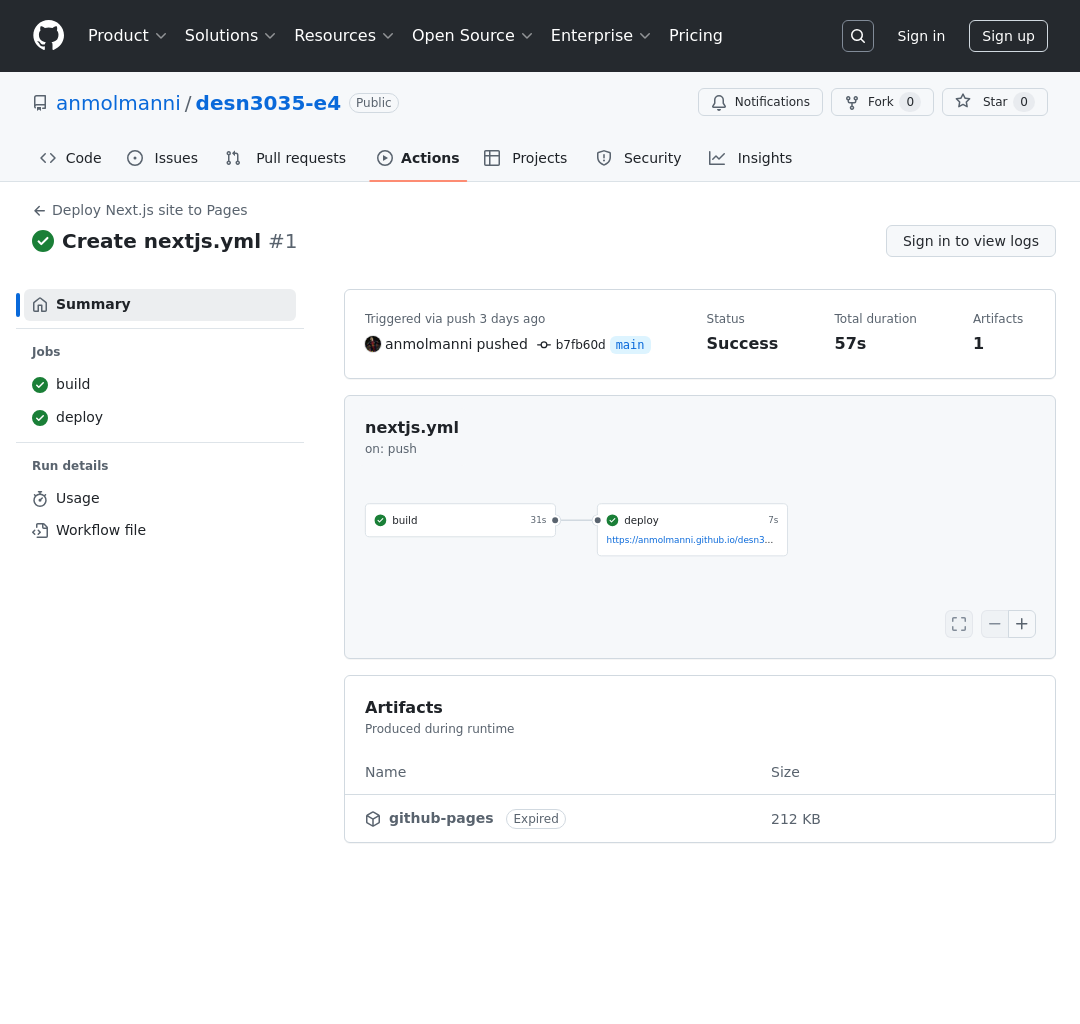 Product Solutions Resources Open Source Enterprise Pricing Sign in Sign up
anmolmanni / desn3035-e4 Public Notifications Fork 0 Star 0
Code Issues Pull requests Actions Projects Security Insights
Deploy Next.js site to Pages
Create nextjs.yml #1
Sign in to view logs
Summary
Jobs
build
deploy
Run details
Usage
Workflow file
Triggered via push 3 days ago Status Total duration Artifacts
anmolmanni pushed b7fb60d main Success 57s 1
nextjs.yml
on: push
build 31s deploy 7s
https://anmolmanni.github.io/desn3...
Artifacts
Produced during runtime
Name Size
github-pages Expired 212 KB